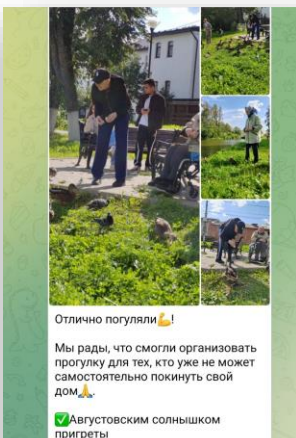 Отлично погуляли💪!
Мы рады, что смогли организовать
прогулку для тех, кто уже не может
самостоятельно покинуть свой
дом🙏.
✅Августовским солнышком
пригреты